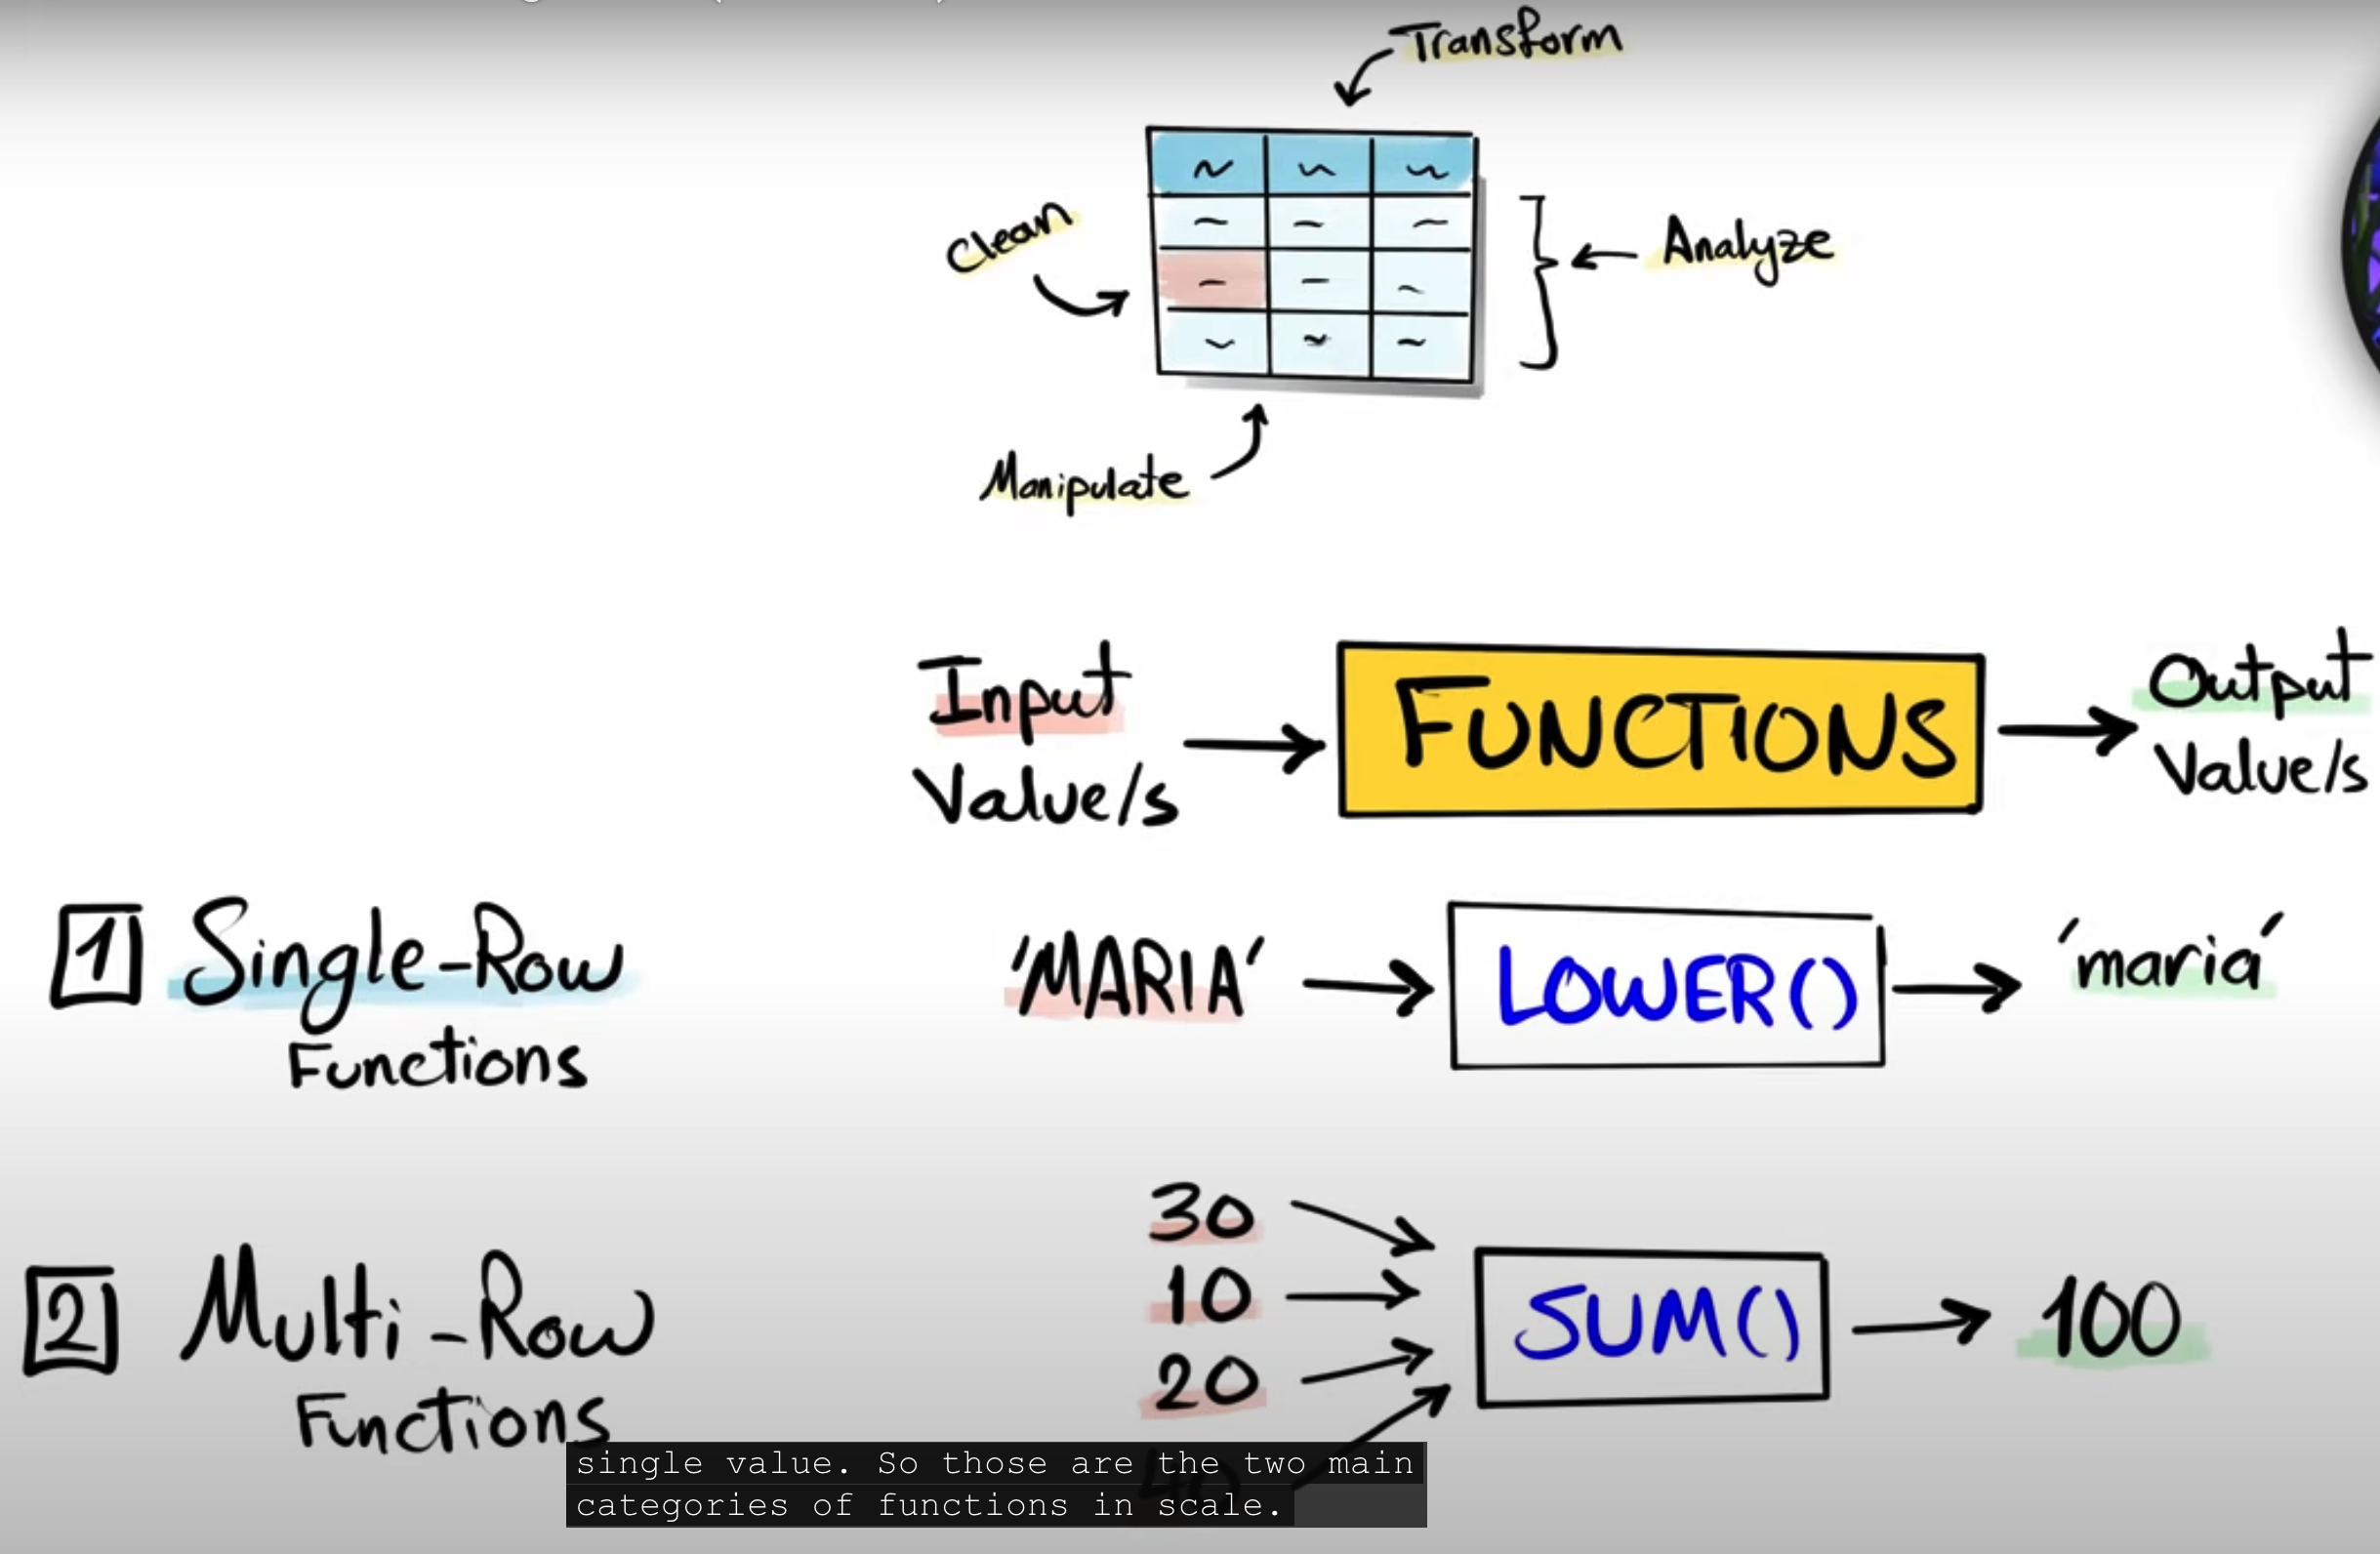 Transform
Clean
Analyze
Manipulate
Input
Value/s
FUNCTIONS
Output
Value/s
1 Single-Row
Functions
'MARIA'
LOWER()
'maria'
2 Multi-Row
Functions
30
10
20
40
SUM()
100
single value. So those are the two main
categories of functions in scale.